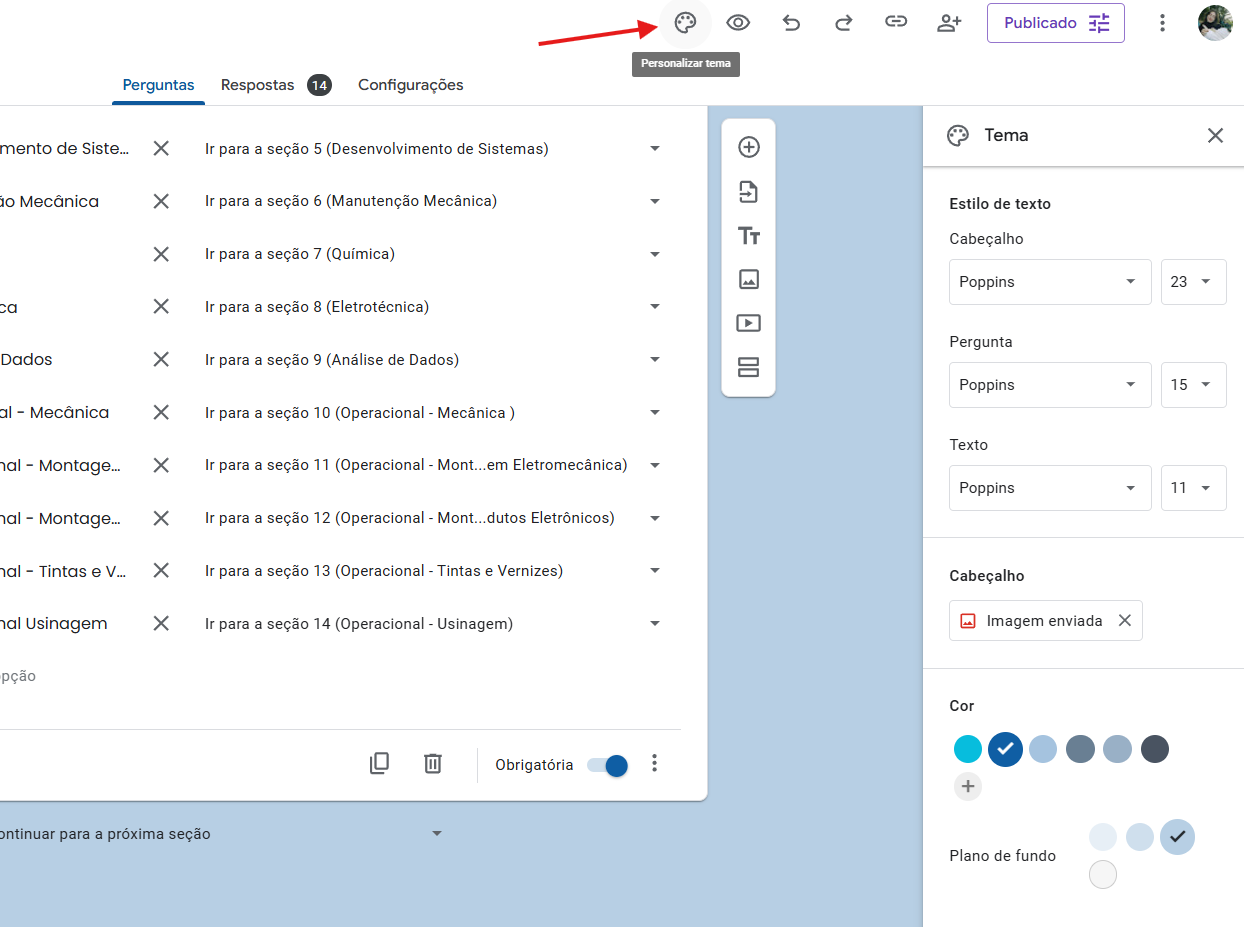 Publicado
Personalizar tema
Perguntas
Respostas 14
Configurações
Tema
mento de Siste...
Ir para a seção 5 (Desenvolvimento de Sistemas)
ão Mecânica
Ir para a seção 6 (Manutenção Mecânica)
Ir para a seção 7 (Química)
ca
Ir para a seção 8 (Eletrotécnica)
Dados
Ir para a seção 9 (Análise de Dados)
al - Mecânica
Ir para a seção 10 (Operacional - Mecânica )
nal - Montage...
Ir para a seção 11 (Operacional - Mont...em Eletromecânica)
nal - Montage...
Ir para a seção 12 (Operacional - Mont...dutos Eletrônicos)
nal - Tintas e V...
Ir para a seção 13 (Operacional - Tintas e Vernizes)
nal Usinagem
Ir para a seção 14 (Operacional - Usinagem)
pção
Obrigatória
ontinuar para a próxima seção
Estilo de texto
Cabeçalho
Poppins
23
Pergunta
Poppins
15
Texto
Poppins
11
Cabeçalho
Imagem enviada
Cor
Plano de fundo